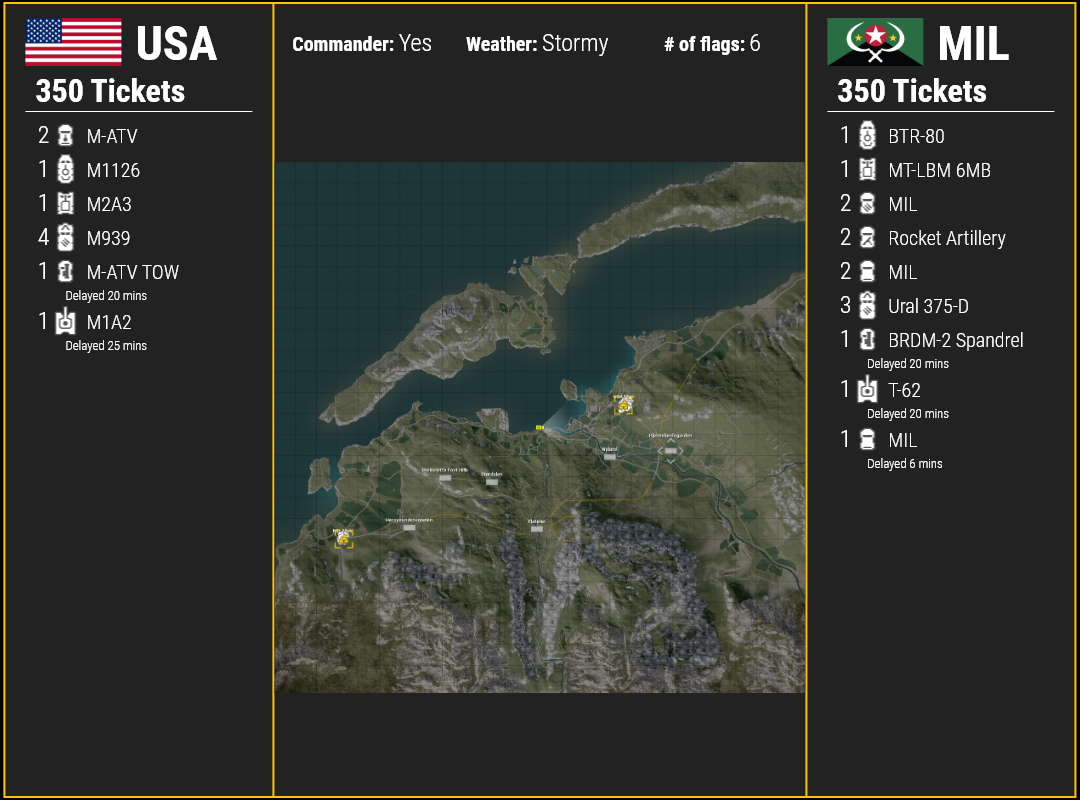 USA
350 Tickets
2 M-ATV
1 M1126
1 M2A3
4 M939
1 M-ATV TOW
Delayed 20 mins
1 M1A2
Delayed 25 mins
Commander: Yes Weather: Stormy # of flags: 6
MIL
350 Tickets
1 BTR-80
1 MT-LBM 6MB
2 MIL
2 Rocket Artillery
2 MIL
3 Ural 375-D
1 BRDM-2 Spandrel
Delayed 20 mins
1 T-62
Delayed 20 mins
1 MIL
Delayed 6 mins